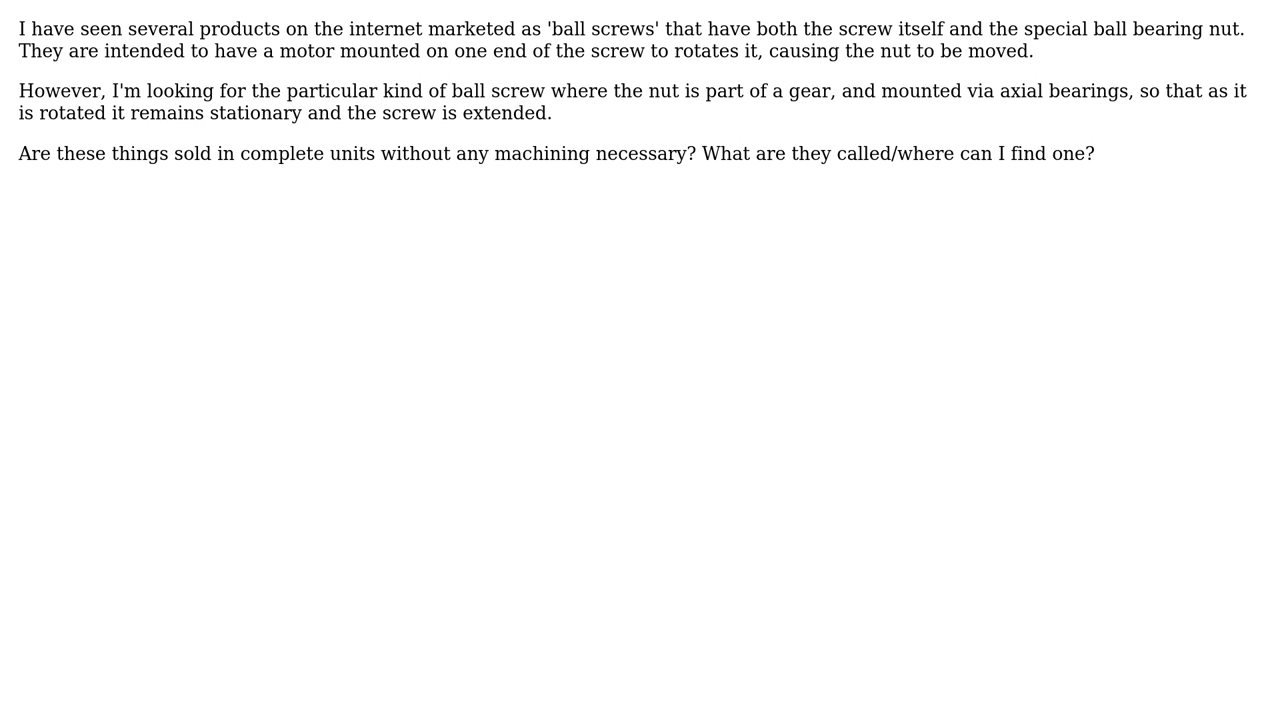 I have seen several products on the internet marketed as 'ball screws' that have both the screw itself and the special ball bearing nut.
They are intended to have a motor mounted on one end of the screw to rotates it, causing the nut to be moved.
However, I'm looking for the particular kind of ball screw where the nut is part of a gear, and mounted via axial bearings, so that as it
is rotated it remains stationary and the screw is extended.
Are these things sold in complete units without any machining necessary? What are they called/where can I find one?